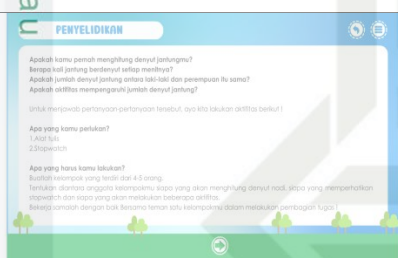 au
PENYELIDIKAN
Apakah kamu pernah menghitung denyut jantungmu?
Berapa kali jantung berdenyut setiap menitnya?
Apakah jumlah denyut jantung antara laki-laki dan perempuan itu sama?
Apakah aktifitas mempengaruhi jumlah denyut jantung?
Untuk menjawab pertanyaan-pertanyaan tersebut, ayo kita lakukan aktifitas berikut !
Apa yang kamu perlukan?
1.Alat tulis
2.Stopwatch
Apa yang harus kamu lakukan?
Buatlah kelompok yang terdiri dari 4-5 orang.
Tentukan diantara anggota kelompokmu siapa yang akan menghitung denyut nadi, siapa yang memperhatikan
stopwatch dan siapa yang akan melakukan beberapa aktifitas.
Bekerja samalah dengan baik Bersama teman satu kelompokmu dalam melakukan pembagian tugas !